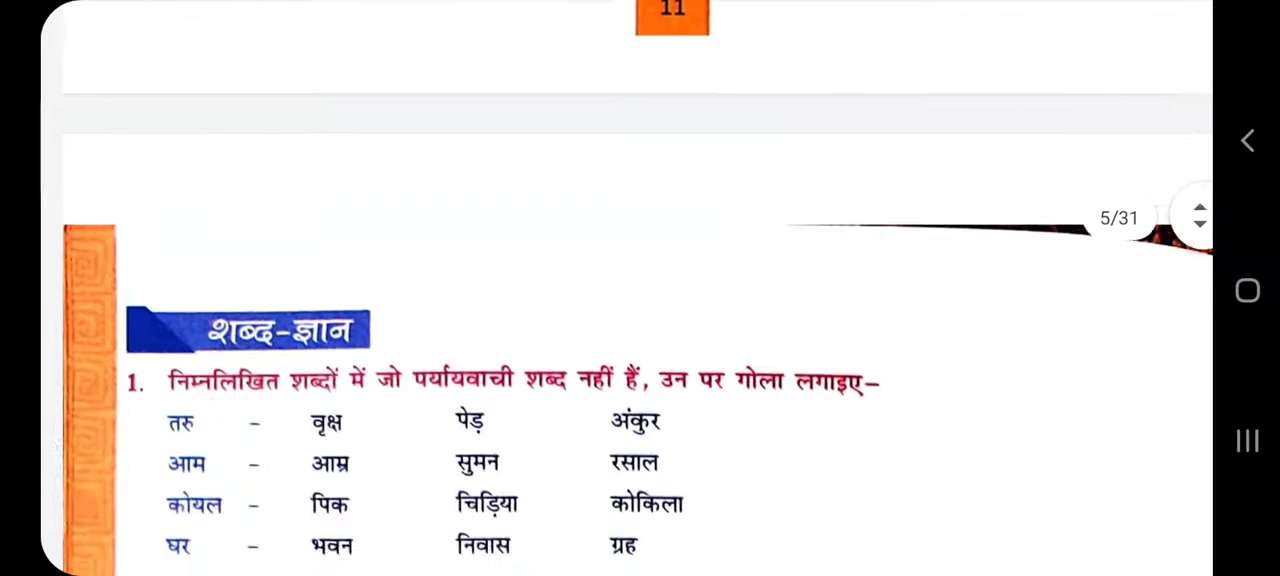 11
5/31
शब्द-ज्ञान
1. निम्नलिखित शब्दों में जो पर्यायवाची शब्द नहीं हैं, उन पर गोला लगाइए–
तरु - वृक्ष पेड़ अंकुर
आम - आम्र सुमन रसाल
कोयल - पिक चिड़िया कोकिला
घर - भवन निवास ग्रह